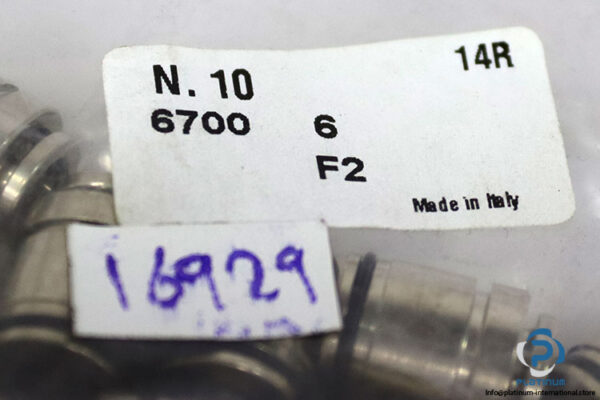 14R
N. 10
6700 6
F2
Made in Italy
16929
PLATINUM
Info@platinum-international.store